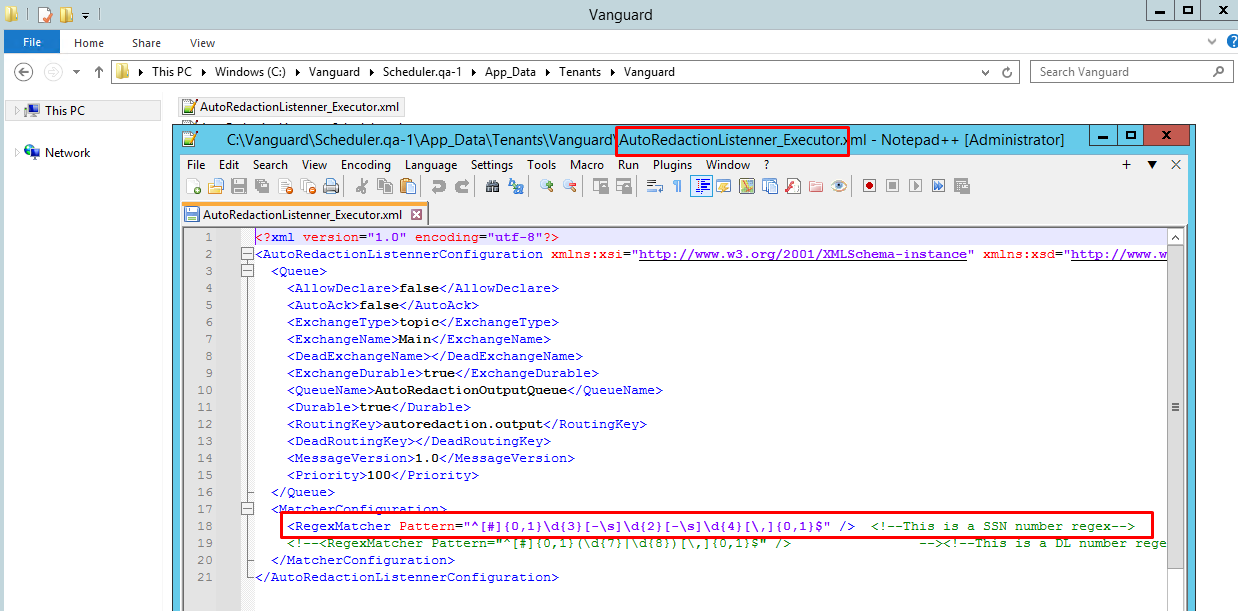 Vanguard
File Home Share View
This PC Windows (C:) Vanguard Scheduler.qa-1 App_Data Tenants Vanguard
Search Vanguard
This PC
AutoRedactionListenner_Executor.xml
Network
C:\Vanguard\Scheduler.qa-1\App_Data\Tenants\Vanguard\AutoRedactionListenner_Executor.xml - Notepad++ [Administrator]
File Edit Search View Encoding Language Settings Tools Macro Run Plugins Window ?
AutoRedactionListenner_Executor.xml
1 <?xml version="1.0" encoding="utf-8"?>
2 <AutoRedactionListennerConfiguration xmlns:xsi="http://www.w3.org/2001/XMLSchema-instance" xmlns:xsd="http://www.w
3 <Queue>
4 <AllowDeclare>false</AllowDeclare>
5 <AutoAck>false</AutoAck>
6 <ExchangeType>topic</ExchangeType>
7 <ExchangeName>Main</ExchangeName>
8 <DeadExchangeName></DeadExchangeName>
9 <ExchangeDurable>true</ExchangeDurable>
10 <QueueName>AutoRedactionOutputQueue</QueueName>
11 <Durable>true</Durable>
12 <RoutingKey>autoredaction.output</RoutingKey>
13 <DeadRoutingKey></DeadRoutingKey>
14 <MessageVersion>1.0</MessageVersion>
15 <Priority>100</Priority>
16 </Queue>
17 <MatcherConfiguration>
18 <RegexMatcher Pattern="^[#]{0,1}\d{3}[-\s]\d{2}[-\s]\d{4}[\,]{0,1}$" /> <!--This is a SSN number regex-->
19 <!--<RegexMatcher Pattern="^[#]{0,1}(\d{7}|\d{8})[\,]{0,1}$" /> --><!--This is a DL number rege
20 </MatcherConfiguration>
21 </AutoRedactionListennerConfiguration>